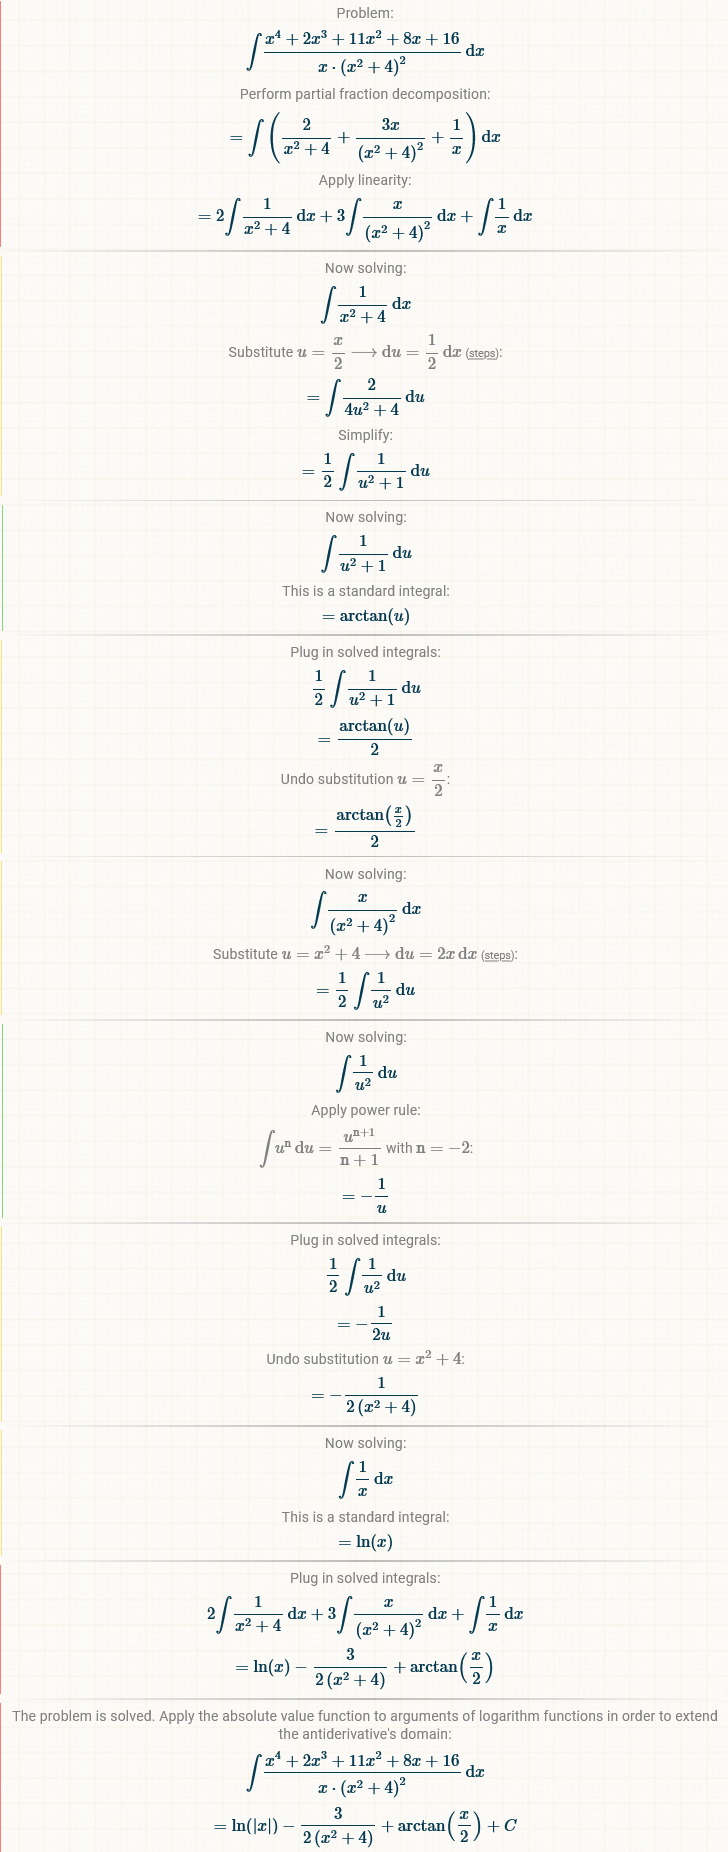 Problem:
∫ (x⁴ + 2x³ + 11x² + 8x + 16) / (x · (x² + 4)²) dx
Perform partial fraction decomposition:
= ∫ (2/(x² + 4) + 3x/(x² + 4)² + 1/x) dx
Apply linearity:
= 2∫ 1/(x² + 4) dx + 3∫ x/(x² + 4)² dx + ∫ 1/x dx
Now solving:
∫ 1/(x² + 4) dx
Substitute u = x/2 ⟶ du = 1/2 dx (steps):
= ∫ 2/(4u² + 4) du
Simplify:
= 1/2 ∫ 1/(u² + 1) du
Now solving:
∫ 1/(u² + 1) du
This is a standard integral:
= arctan(u)
Plug in solved integrals:
1/2 ∫ 1/(u² + 1) du
= arctan(u)/2
Undo substitution u = x/2:
= arctan(x/2)/2
Now solving:
∫ x/(x² + 4)² dx
Substitute u = x² + 4 ⟶ du = 2x dx (steps):
= 1/2 ∫ 1/u² du
Now solving:
∫ 1/u² du
Apply power rule:
∫ uⁿ du = uⁿ⁺¹/(n + 1) with n = −2:
= −1/u
Plug in solved integrals:
1/2 ∫ 1/u² du
= −1/(2u)
Undo substitution u = x² + 4:
= −1/(2(x² + 4))
Now solving:
∫ 1/x dx
This is a standard integral:
= ln(x)
Plug in solved integrals:
2∫ 1/(x² + 4) dx + 3∫ x/(x² + 4)² dx + ∫ 1/x dx
= ln(x) − 3/(2(x² + 4)) + arctan(x/2)
The problem is solved. Apply the absolute value function to arguments of logarithm functions in order to extend
the antiderivative's domain:
∫ (x⁴ + 2x³ + 11x² + 8x + 16) / (x · (x² + 4)²) dx
= ln(|x|) − 3/(2(x² + 4)) + arctan(x/2) + C